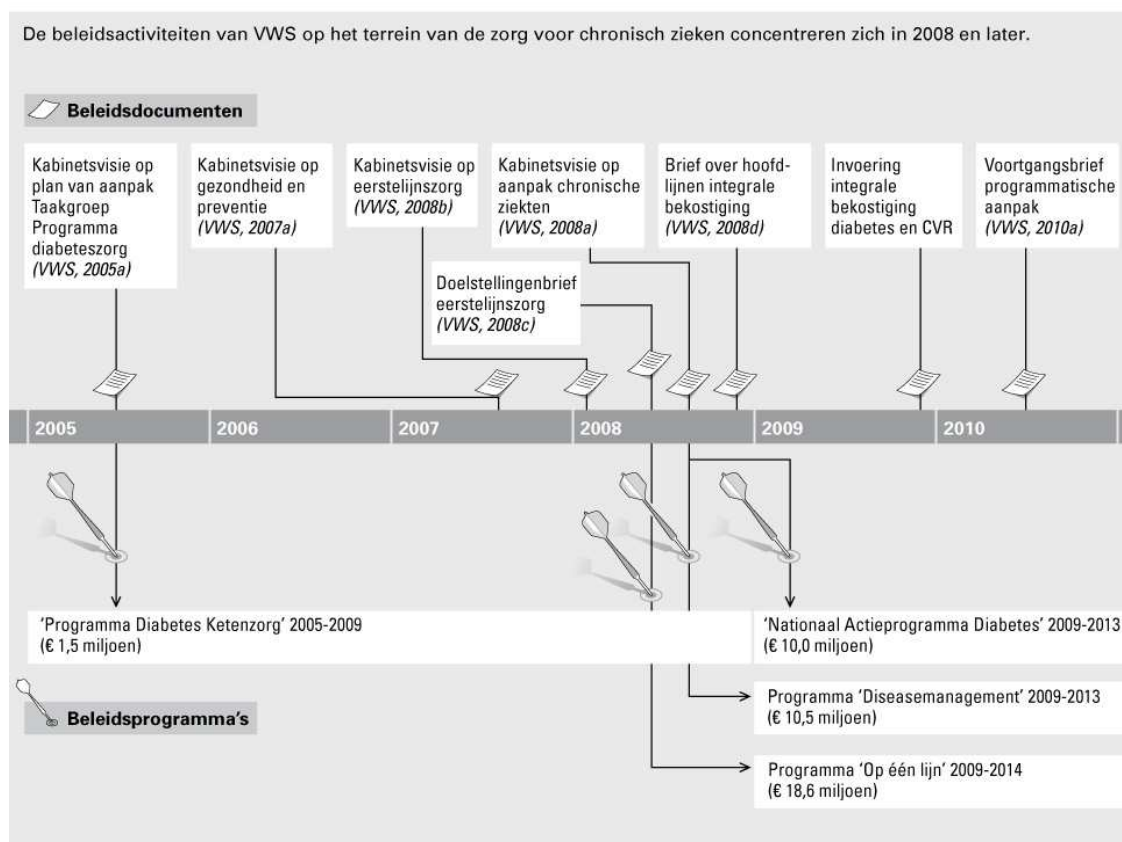 De beleidsactiviteiten van VWS op het terrein van de zorg voor chronisch zieken concentreren zich in 2008 en later.
Beleidsdocumenten
Kabinetsvisie op
plan van aanpak
Taakgroep
Programma
diabeteszorg
(VWS, 2005a)
Kabinetsvisie op
gezondheid en
preventie
(VWS, 2007a)
Kabinetsvisie op
eerstelijnszorg
(VWS, 2008b)
Kabinetsvisie op
aanpak chronische
ziekten
(VWS, 2008a)
Brief over hoofd-
lijnen integrale
bekostiging
(VWS, 2008d)
Invoering
integrale
bekostiging
diabetes en CVR
Voortgangsbrief
programmatische
aanpak
(VWS, 2010a)
Doelstellingenbrief
eerstelijnszorg
(VWS, 2008c)
2005
2006
2007
2008
2009
2010
'Programma Diabetes Ketenzorg' 2005-2009
(€ 1,5 miljoen)
'Nationaal Actieprogramma Diabetes' 2009-2013
(€ 10,0 miljoen)
Programma 'Diseasemanagement' 2009-2013
(€ 10,5 miljoen)
Beleidsprogramma's
Programma 'Op één lijn' 2009-2014
(€ 18,6 miljoen)